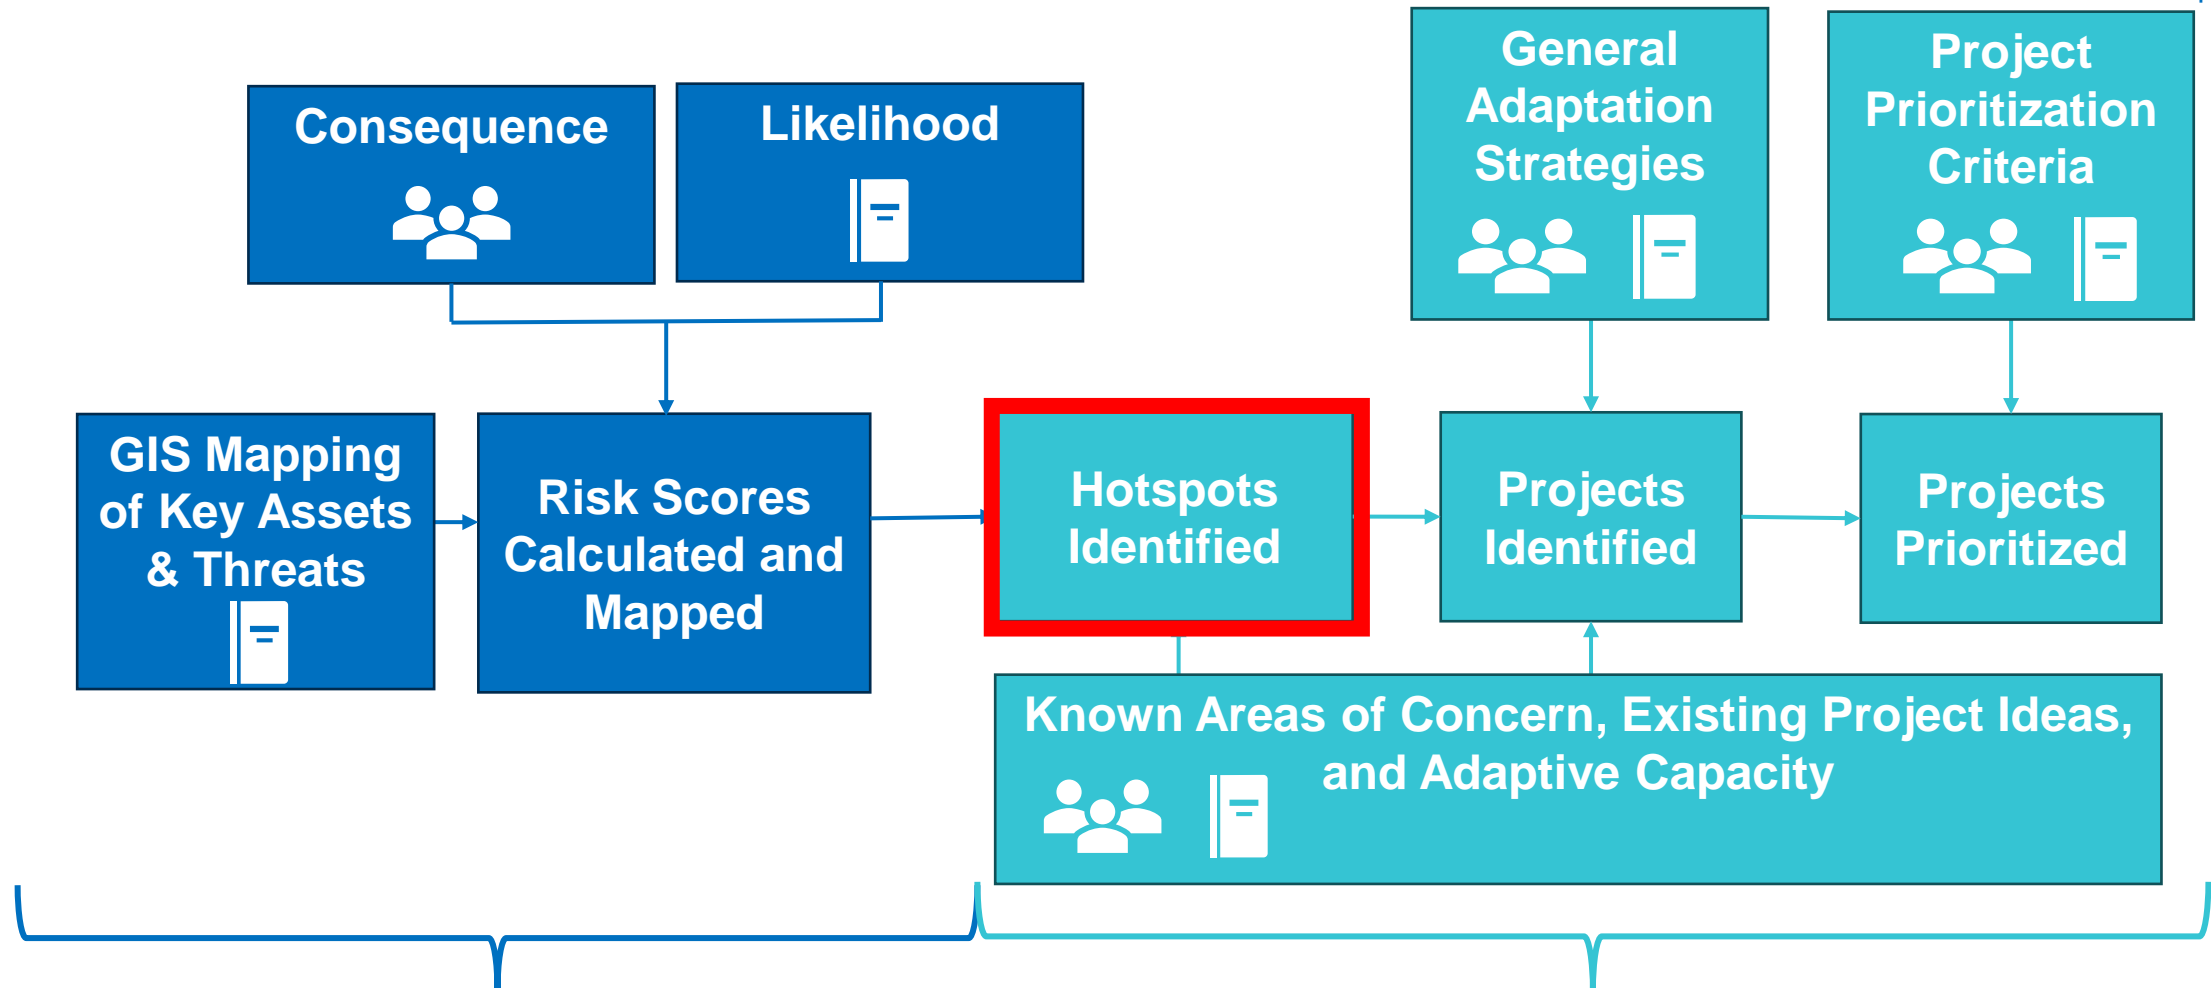 Consequence
Likelihood
General
Adaptation
Strategies
Project
Prioritization
Criteria
GIS Mapping
of Key Assets
& Threats
Risk Scores
Calculated and
Mapped
Hotspots
Identified
Projects
Identified
Projects
Prioritized
Known Areas of Concern, Existing Project Ideas,
and Adaptive Capacity